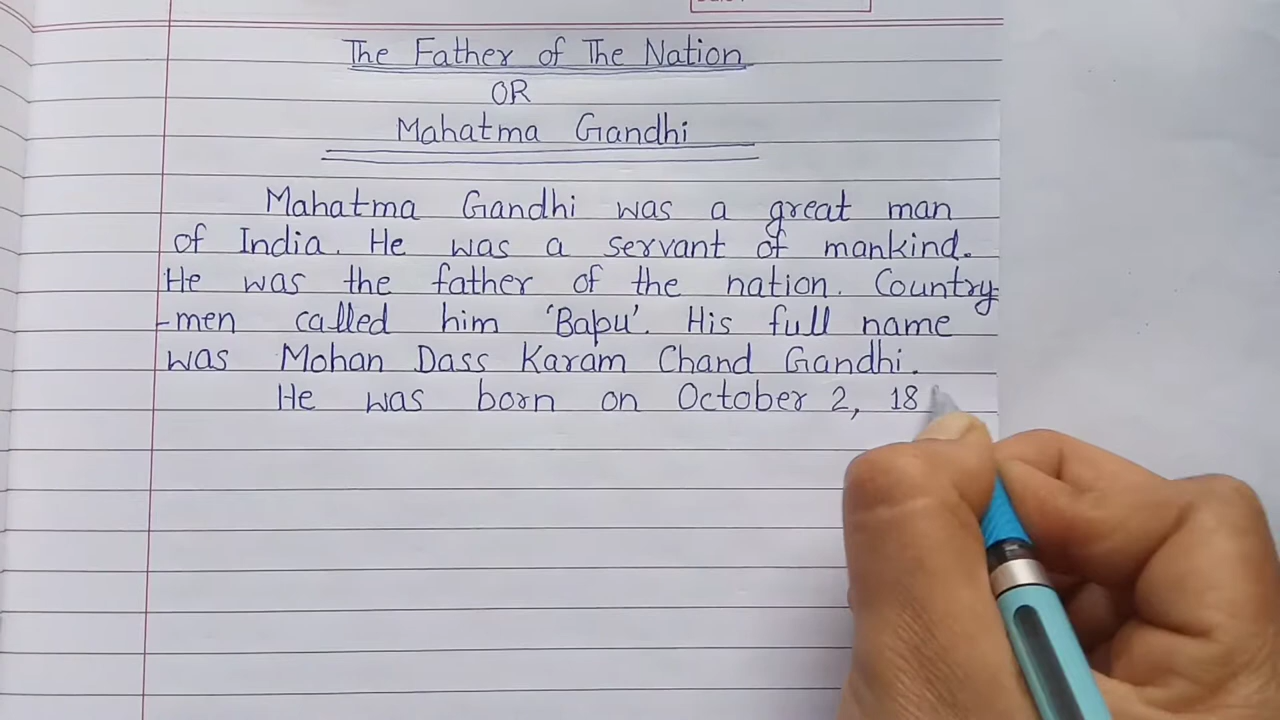 The Father of The Nation
OR
Mahatma Gandhi
Mahatma Gandhi was a great man
of India. He was a servant of mankind.
He was the father of the nation. Country-
-men called him 'Bapu'. His full name
was Mohan Dass Karam Chand Gandhi.
He was born on October 2, 18